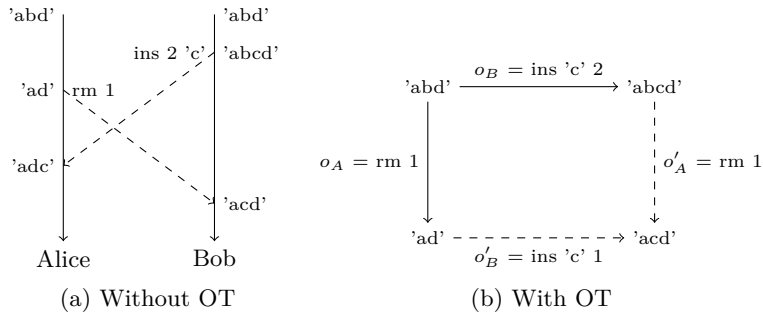 'abd' 'abd'
ins 2 'c' 'abcd'
'ad' rm 1
'adc'
'acd'
Alice Bob
(a) Without OT
o_B = ins 'c' 2
'abd' 'abcd'
o_A = rm 1 o'_A = rm 1
'ad' 'acd'
o'_B = ins 'c' 1
(b) With OT